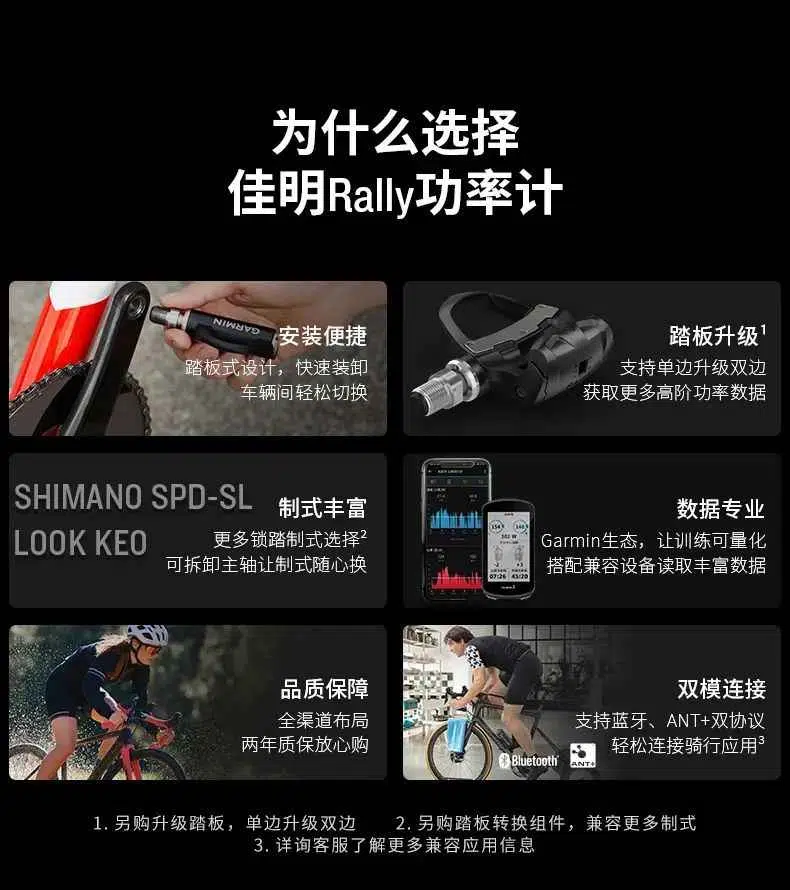 为什么选择
佳明Rally功率计
GARMIN
安装便捷
踏板式设计，快速装卸
车辆间轻松切换
踏板升级¹
支持单边升级双边
获取更多高阶功率数据
SHIMANO SPD-SL
LOOK KEO
制式丰富
更多锁踏制式选择²
可拆卸主轴让制式随心换
302 W
-2 +3
07:26 45:20
数据专业
Garmin生态，让训练可量化
搭配兼容设备读取丰富数据
品质保障
全渠道布局
两年质保放心购
双模连接
支持蓝牙、ANT+双协议
轻松连接骑行应用³
Bluetoot​h
ANT+
1. 另购升级踏板，单边升级双边 2. 另购踏板转换组件，兼容更多制式
3. 详询客服了解更多兼容应用信息